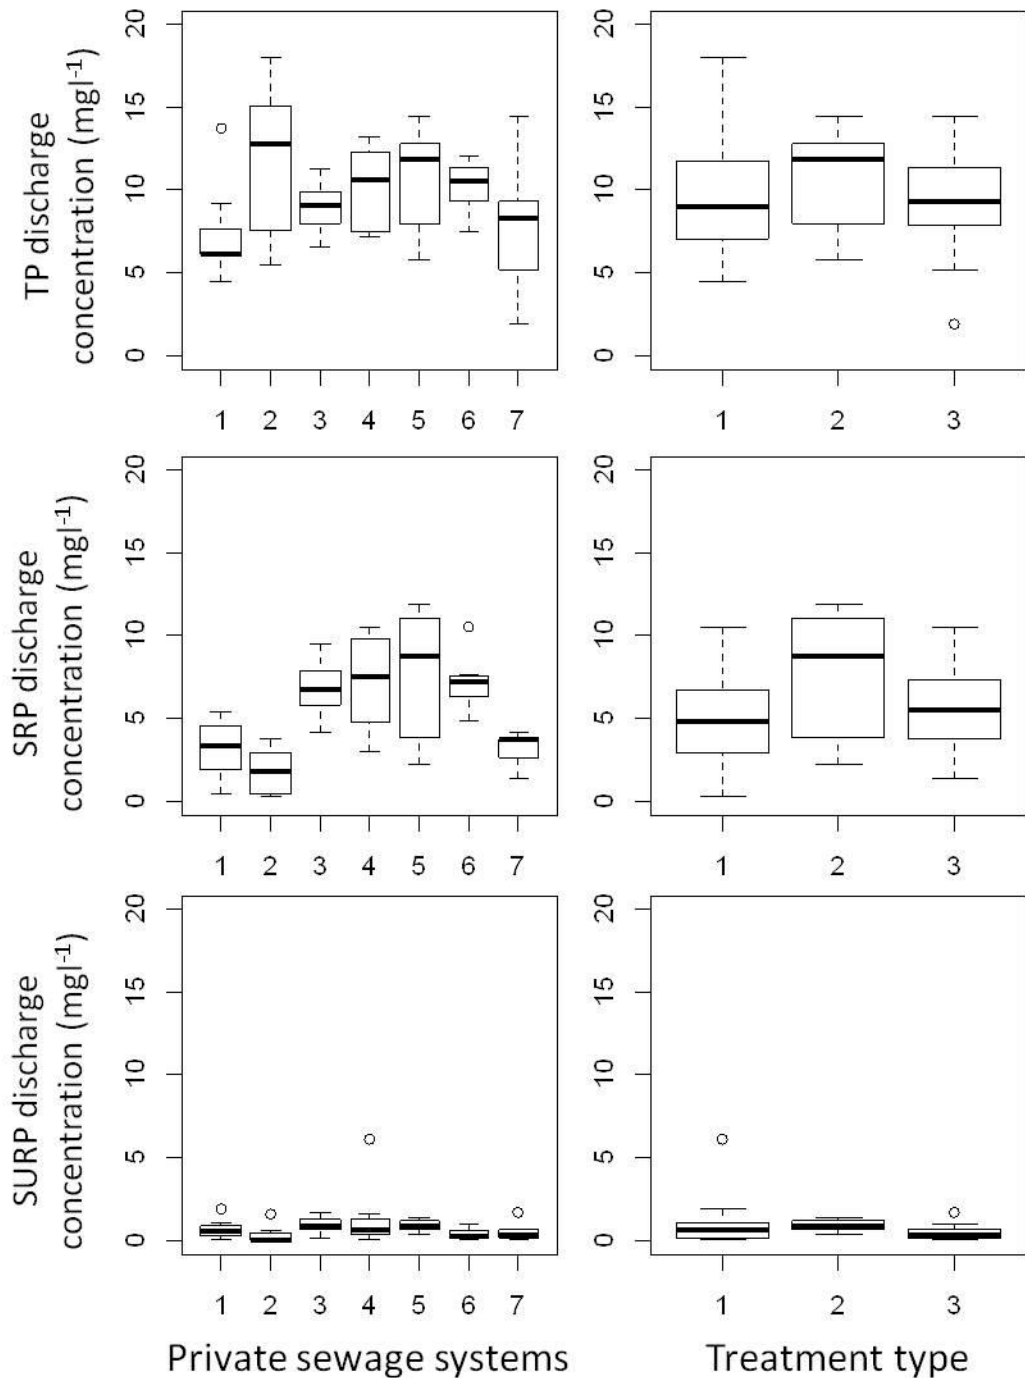 TP discharge
concentration (mgl⁻¹)
20
15
10
5
0
1 2 3 4 5 6 7
20
15
10
5
0
1 2 3
SRP discharge
concentration (mgl⁻¹)
20
15
10
5
0
1 2 3 4 5 6 7
20
15
10
5
0
1 2 3
SURP discharge
concentration (mgl⁻¹)
20
15
10
5
0
1 2 3 4 5 6 7
20
15
10
5
0
1 2 3
Private sewage systems
Treatment type